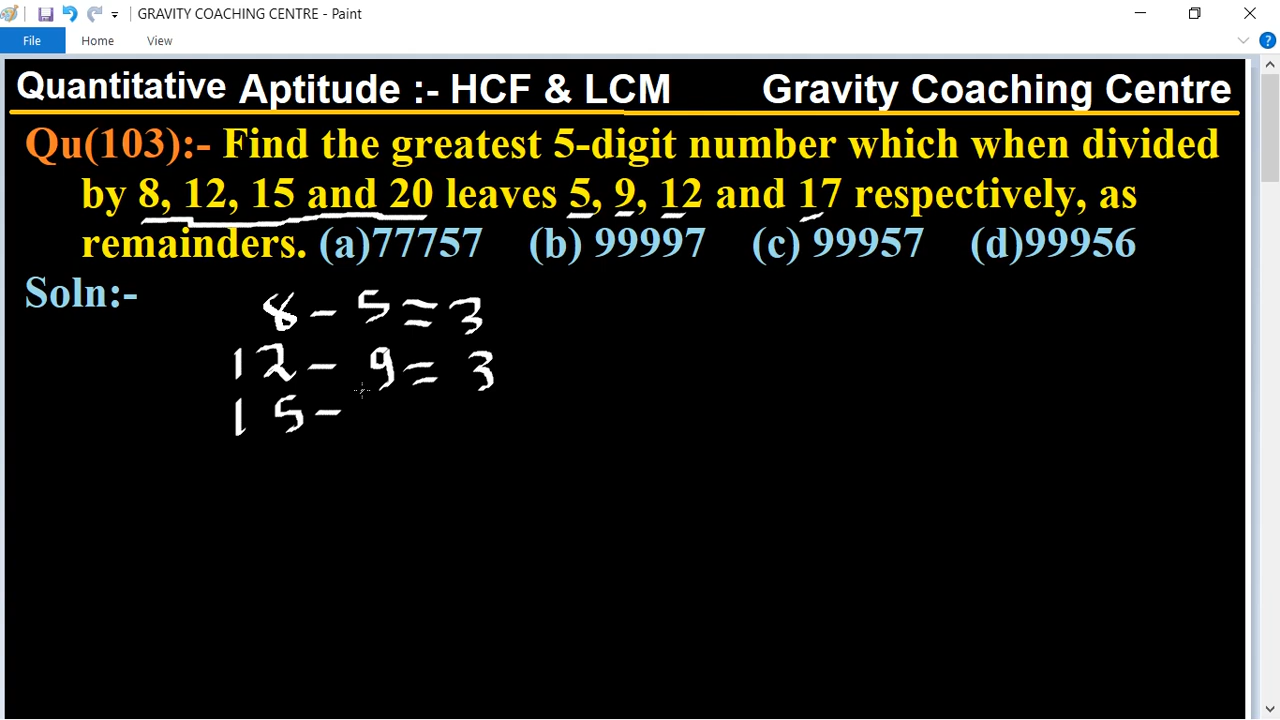 GRAVITY COACHING CENTRE - Paint
File Home View
Quantitative Aptitude :- HCF & LCM Gravity Coaching Centre
Qu(103):- Find the greatest 5-digit number which when divided
by 8, 12, 15 and 20 leaves 5, 9, 12 and 17 respectively, as
remainders. (a)77757 (b) 99997 (c) 99957 (d)99956
Soln:-
8 - 5 = 3
12 - 9 = 3
15 -